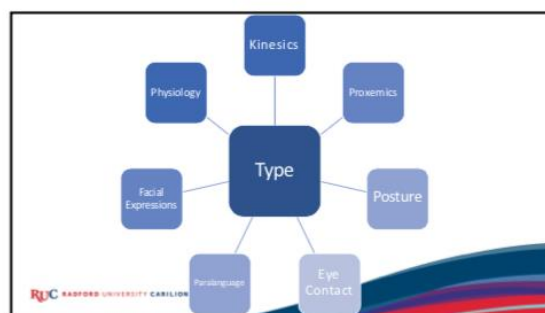 Kinesics
Physiology
Proxemics
Type
Facial
Expressions
Posture
Paralanguage
Eye
Contact
RUC RADFORD UNIVERSITY CARILION